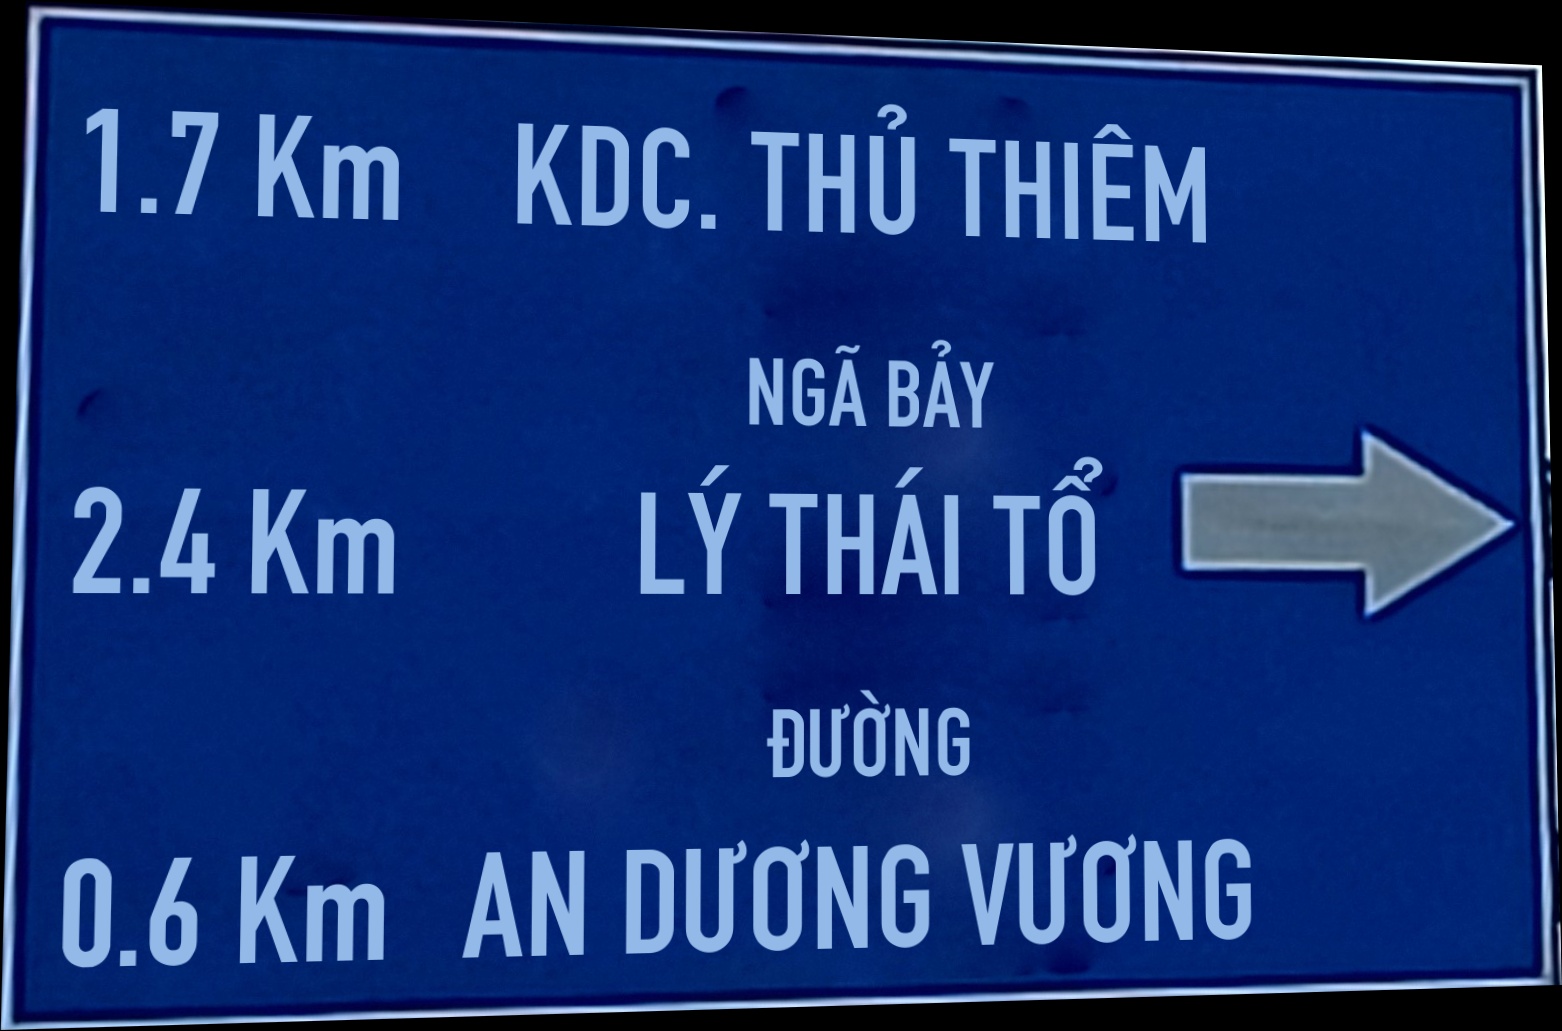 1.7 Km KDC. THỦ THIÊM
NGÃ BẢY
2.4 Km LÝ THÁI TỔ
ĐƯỜNG
0.6 Km AN DƯƠNG VƯƠNG